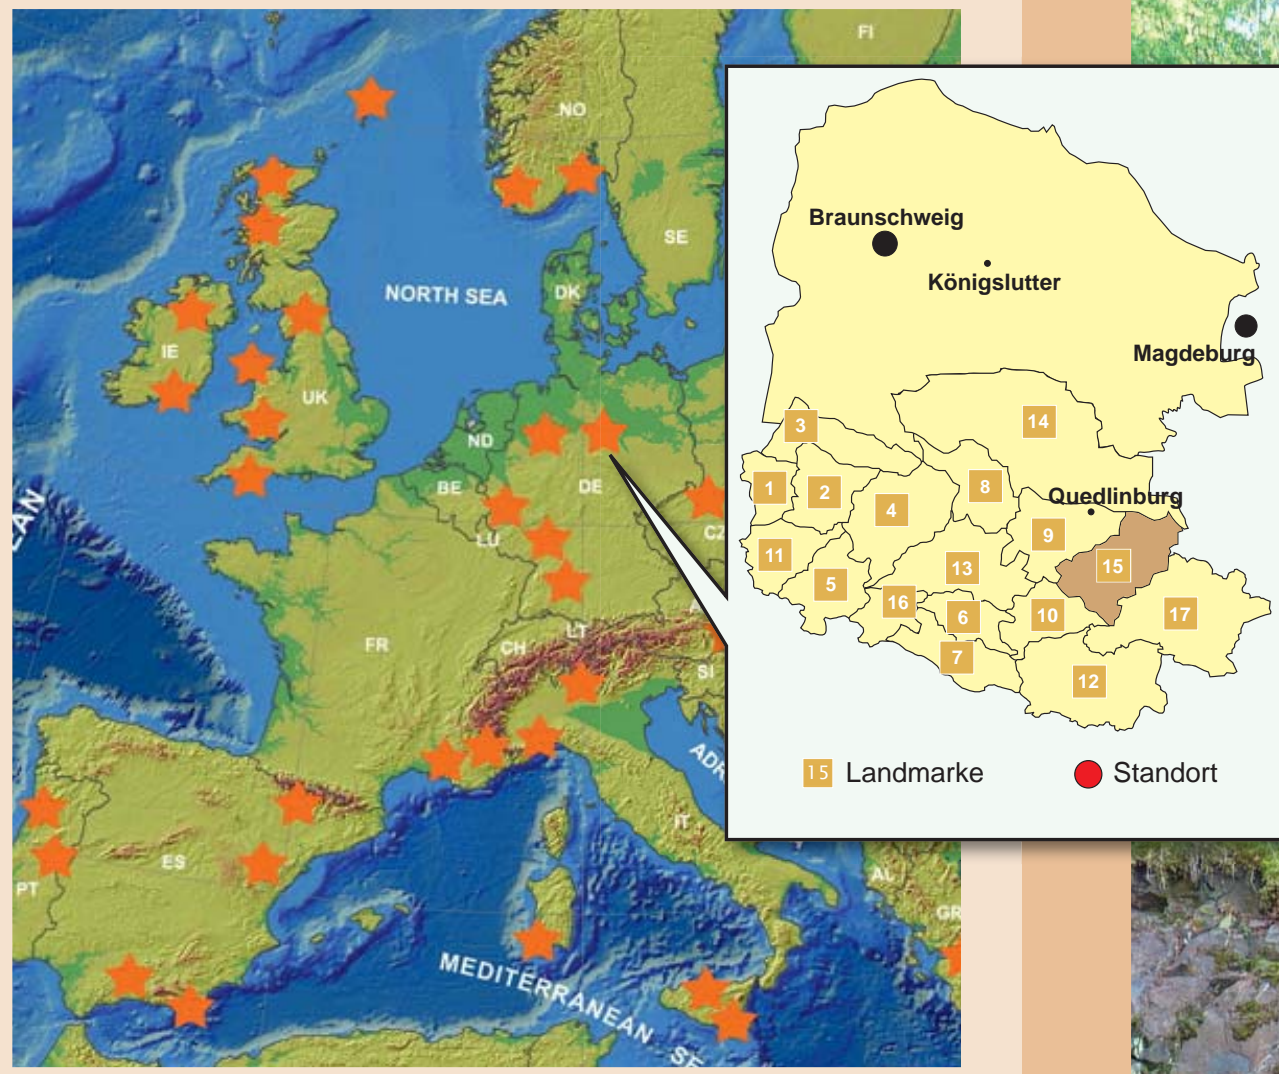 FI
NO
SE
NORTH SEA
DK
IE
UK
ND
BE
DE
LU
CZ
FR
CH
LT
SI
IT
ES
PT
AL
GR
MEDITERRANEAN SE
Braunschweig
Königslutter
Magdeburg
3
14
1
2
4
8
Quedlinburg
9
11
5
13
15
16
6
10
17
7
12
15 Landmarke
Standort